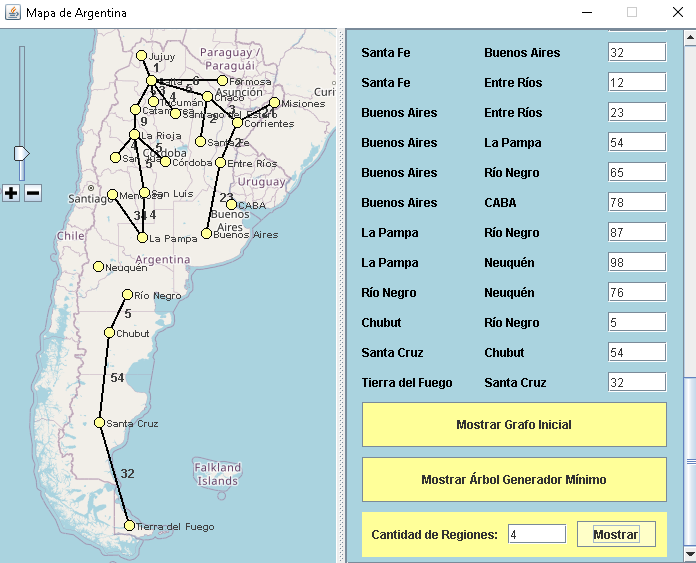 Mapa de Argentina
Paraguay /
Paraguái
Jujuy
1
Salta
6
Formosa
5
Asunción
Chaco
3
4
Tucumán
Misiones
Curi
Catamarca
Santiago del Estero
3
21
Corrientes
9
2
La Rioja
4
5
Santa Fe
2
San Juan
Córdoba
5
Córdoba
Entre Ríos
Uruguay
Santiago
Mendoza
San Luis
23
CABA
34
4
Buenos
Aires
Chile
La Pampa
Buenos Aires
Argentina
Neuquén
Río Negro
5
Chubut
54
Santa Cruz
32
Falkland
Islands
Tierra del Fuego
Santa Fe Buenos Aires 32
Santa Fe Entre Ríos 12
Buenos Aires Entre Ríos 23
Buenos Aires La Pampa 54
Buenos Aires Río Negro 65
Buenos Aires CABA 78
La Pampa Río Negro 87
La Pampa Neuquén 98
Río Negro Neuquén 76
Chubut Río Negro 5
Santa Cruz Chubut 54
Tierra del Fuego Santa Cruz 32
Mostrar Grafo Inicial
Mostrar Árbol Generador Mínimo
Cantidad de Regiones: 4 Mostrar